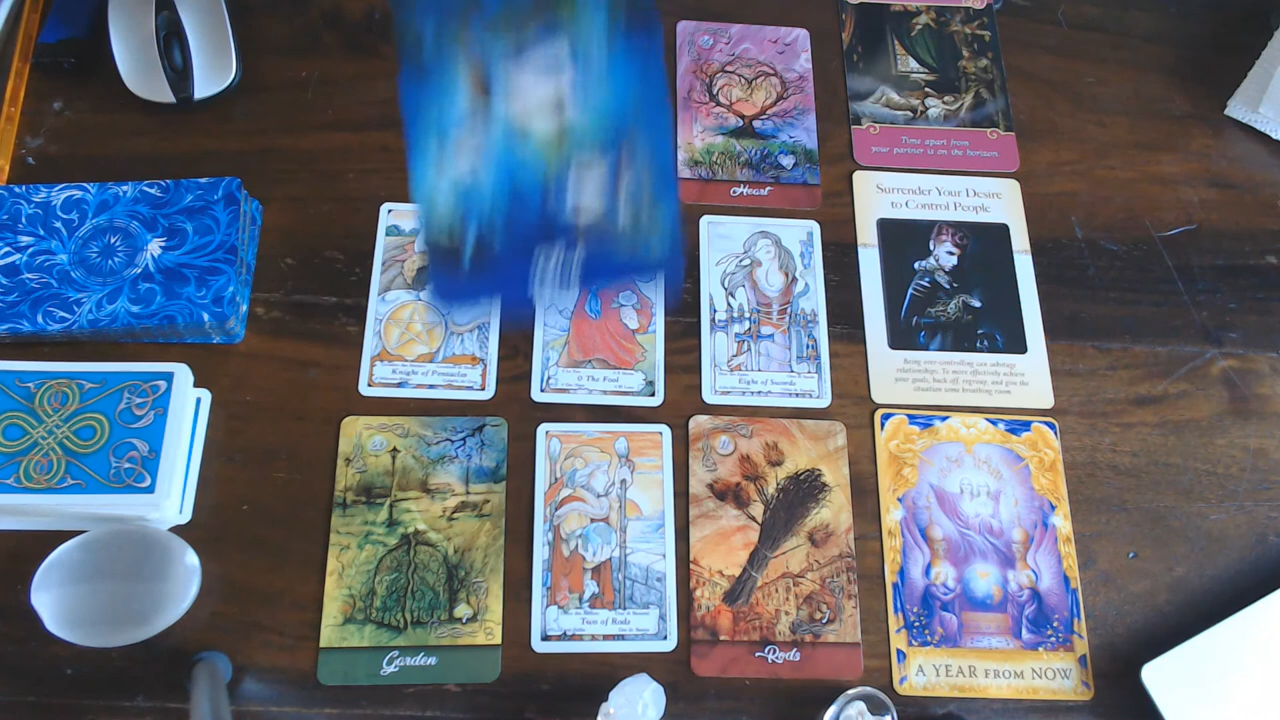 Heart
Time apart from
your partner is on the horizon.
Surrender Your Desire
to Control People
Being over-controlling can sabotage
relationships. To more effectively achieve
your goals, back off, regroup, and give the
situation some breathing room.
Knight of Pentacles
0 The Fool
Eight of Swords
Garden
Two of Rods
Rods
A YEAR FROM NOW